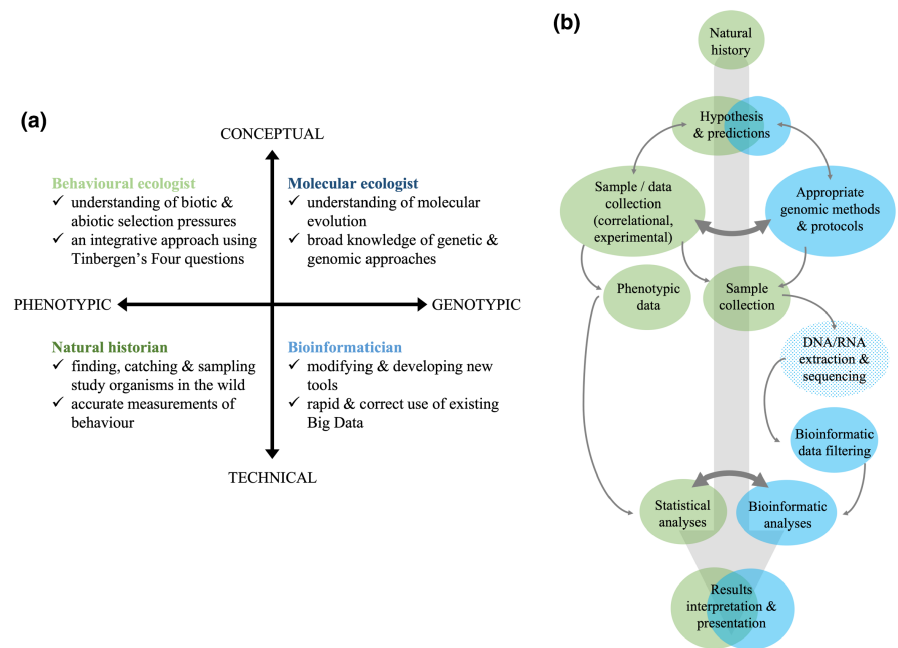 (a)
CONCEPTUAL
Behavioural ecologist
✓ understanding of biotic &
abiotic selection pressures
✓ an integrative approach using
Tinbergen's Four questions
Molecular ecologist
✓ understanding of molecular
evolution
✓ broad knowledge of genetic &
genomic approaches
PHENOTYPIC
GENOTYPIC
Natural historian
✓ finding, catching & sampling
study organisms in the wild
✓ accurate measurements of
behaviour
Bioinformatician
✓ modifying & developing new
tools
✓ rapid & correct use of existing
Big Data
TECHNICAL
(b)
Natural
history
Hypothesis
& predictions
Sample / data
collection
(correlational,
experimental)
Appropriate
genomic methods
& protocols
Phenotypic
data
Sample
collection
DNA/RNA
extraction &
sequencing
Bioinformatic
data filtering
Statistical
analyses
Bioinformatic
analyses
Results
interpretation &
presentation